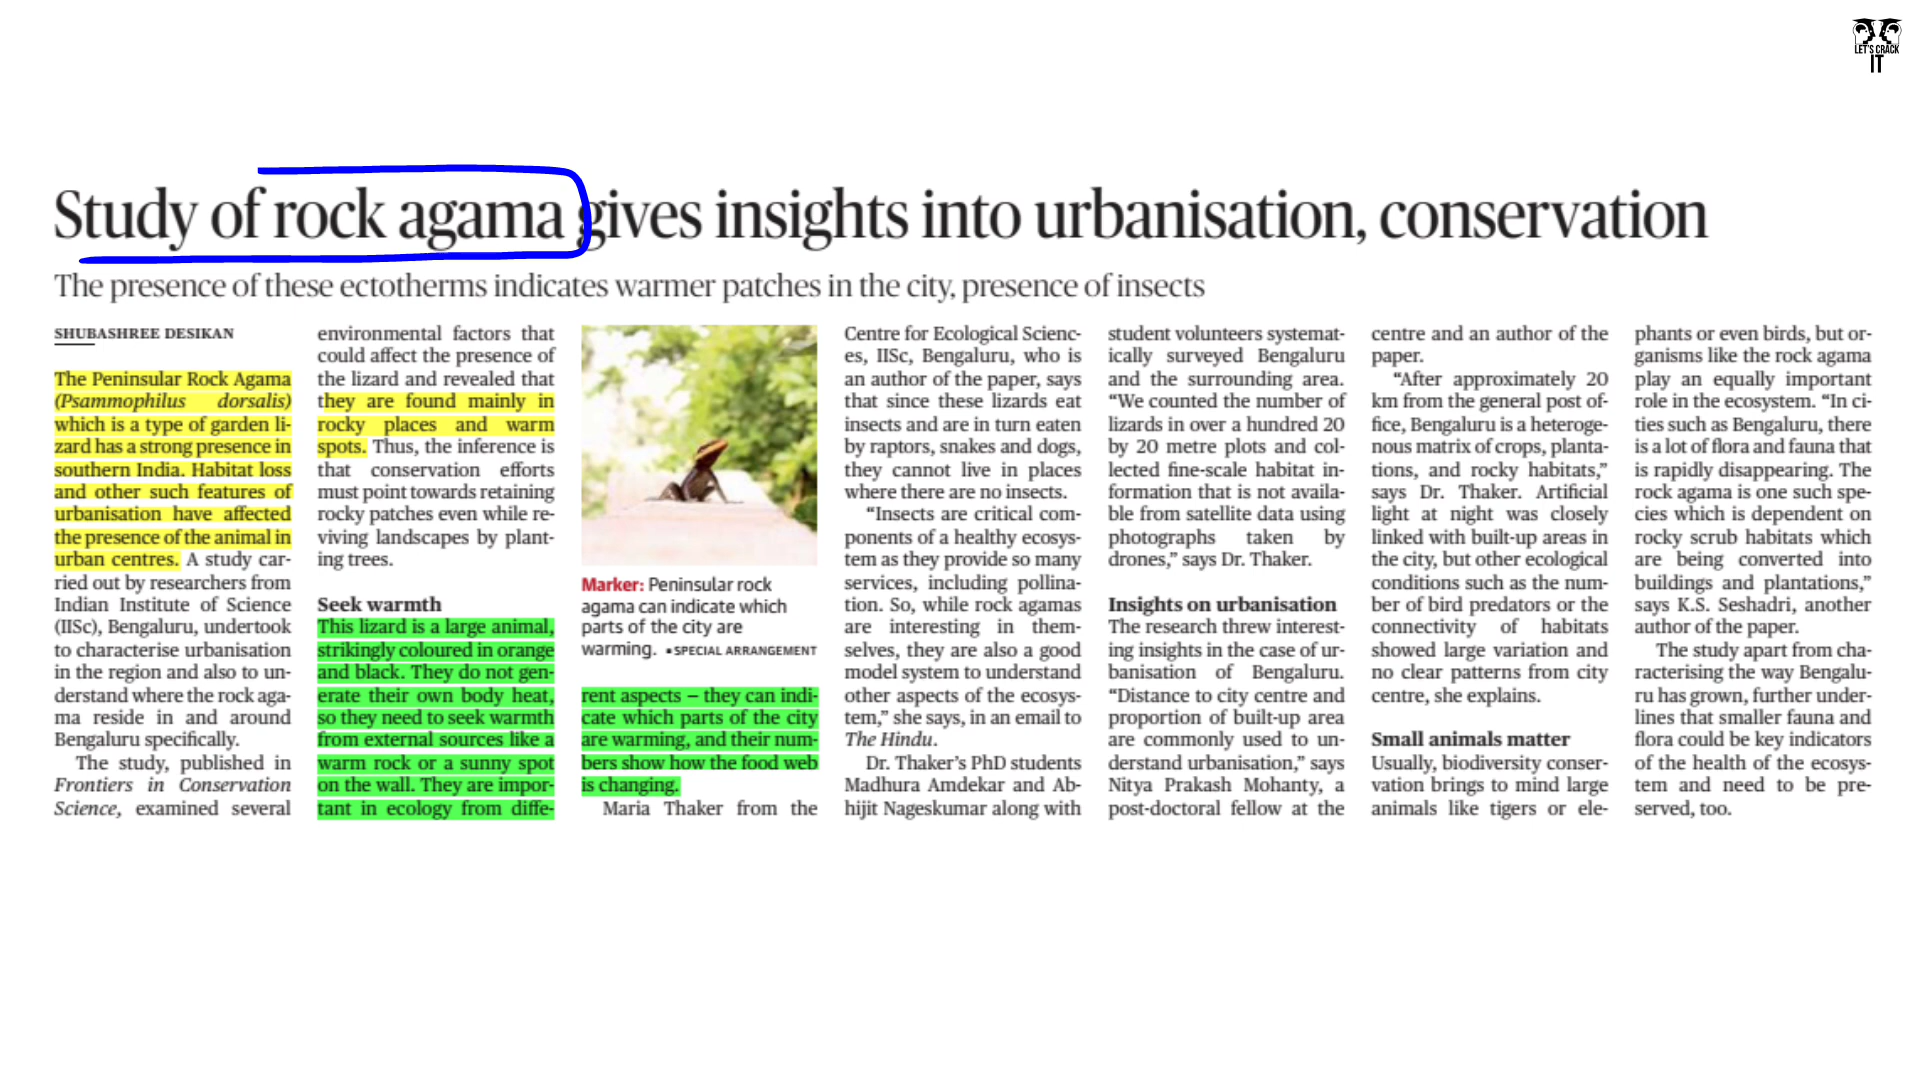 LET'S CRACK
IT
Study of rock agama gives insights into urbanisation, conservation
The presence of these ectotherms indicates warmer patches in the city, presence of insects
SHUBASHREE DESIKAN
The Peninsular Rock Agama
(Psammophilus dorsalis)
which is a type of garden li-
zard has a strong presence in
southern India. Habitat loss
and other such features of
urbanisation have affected
the presence of the animal in
urban centres. A study car-
ried out by researchers from
Indian Institute of Science
(IISc), Bengaluru, undertook
to characterise urbanisation
in the region and also to un-
derstand where the rock aga-
ma reside in and around
Bengaluru specifically.
The study, published in
Frontiers in Conservation
Science, examined several
environmental factors that
could affect the presence of
the lizard and revealed that
they are found mainly in
rocky places and warm
spots. Thus, the inference is
that conservation efforts
must point towards retaining
rocky patches even while re-
viving landscapes by plant-
ing trees.
Seek warmth
This lizard is a large animal,
strikingly coloured in orange
and black. They do not gen-
erate their own body heat,
so they need to seek warmth
from external sources like a
warm rock or a sunny spot
on the wall. They are impor-
tant in ecology from diffe-
Marker: Peninsular rock
agama can indicate which
parts of the city are
warming. •SPECIAL ARRANGEMENT
rent aspects – they can indi-
cate which parts of the city
are warming, and their num-
bers show how the food web
is changing.
Maria Thaker from the
Centre for Ecological Scienc-
es, IISc, Bengaluru, who is
an author of the paper, says
that since these lizards eat
insects and are in turn eaten
by raptors, snakes and dogs,
they cannot live in places
where there are no insects.
“Insects are critical com-
ponents of a healthy ecosys-
tem as they provide so many
services, including pollina-
tion. So, while rock agamas
are interesting in them-
selves, they are also a good
model system to understand
other aspects of the ecosys-
tem,” she says, in an email to
The Hindu.
Dr. Thaker’s PhD students
Madhura Amdekar and Ab-
hijit Nageskumar along with
student volunteers systemat-
ically surveyed Bengaluru
and the surrounding area.
“We counted the number of
lizards in over a hundred 20
by 20 metre plots and col-
lected fine-scale habitat in-
formation that is not availa-
ble from satellite data using
photographs taken by
drones,” says Dr. Thaker.
Insights on urbanisation
The research threw interest-
ing insights in the case of ur-
banisation of Bengaluru.
“Distance to city centre and
proportion of built-up area
are commonly used to un-
derstand urbanisation,” says
Nitya Prakash Mohanty, a
post-doctoral fellow at the
centre and an author of the
paper.
“After approximately 20
km from the general post of-
fice, Bengaluru is a heteroge-
nous matrix of crops, planta-
tions, and rocky habitats,”
says Dr. Thaker. Artificial
light at night was closely
linked with built-up areas in
the city, but other ecological
conditions such as the num-
ber of bird predators or the
connectivity of habitats
showed large variation and
no clear patterns from city
centre, she explains.
Small animals matter
Usually, biodiversity conser-
vation brings to mind large
animals like tigers or ele-
phants or even birds, but or-
ganisms like the rock agama
play an equally important
role in the ecosystem. “In ci-
ties such as Bengaluru, there
is a lot of flora and fauna that
is rapidly disappearing. The
rock agama is one such spe-
cies which is dependent on
rocky scrub habitats which
are being converted into
buildings and plantations,”
says K.S. Seshadri, another
author of the paper.
The study apart from cha-
racterising the way Bengalu-
ru has grown, further under-
lines that smaller fauna and
flora could be key indicators
of the health of the ecosys-
tem and need to be pre-
served, too.